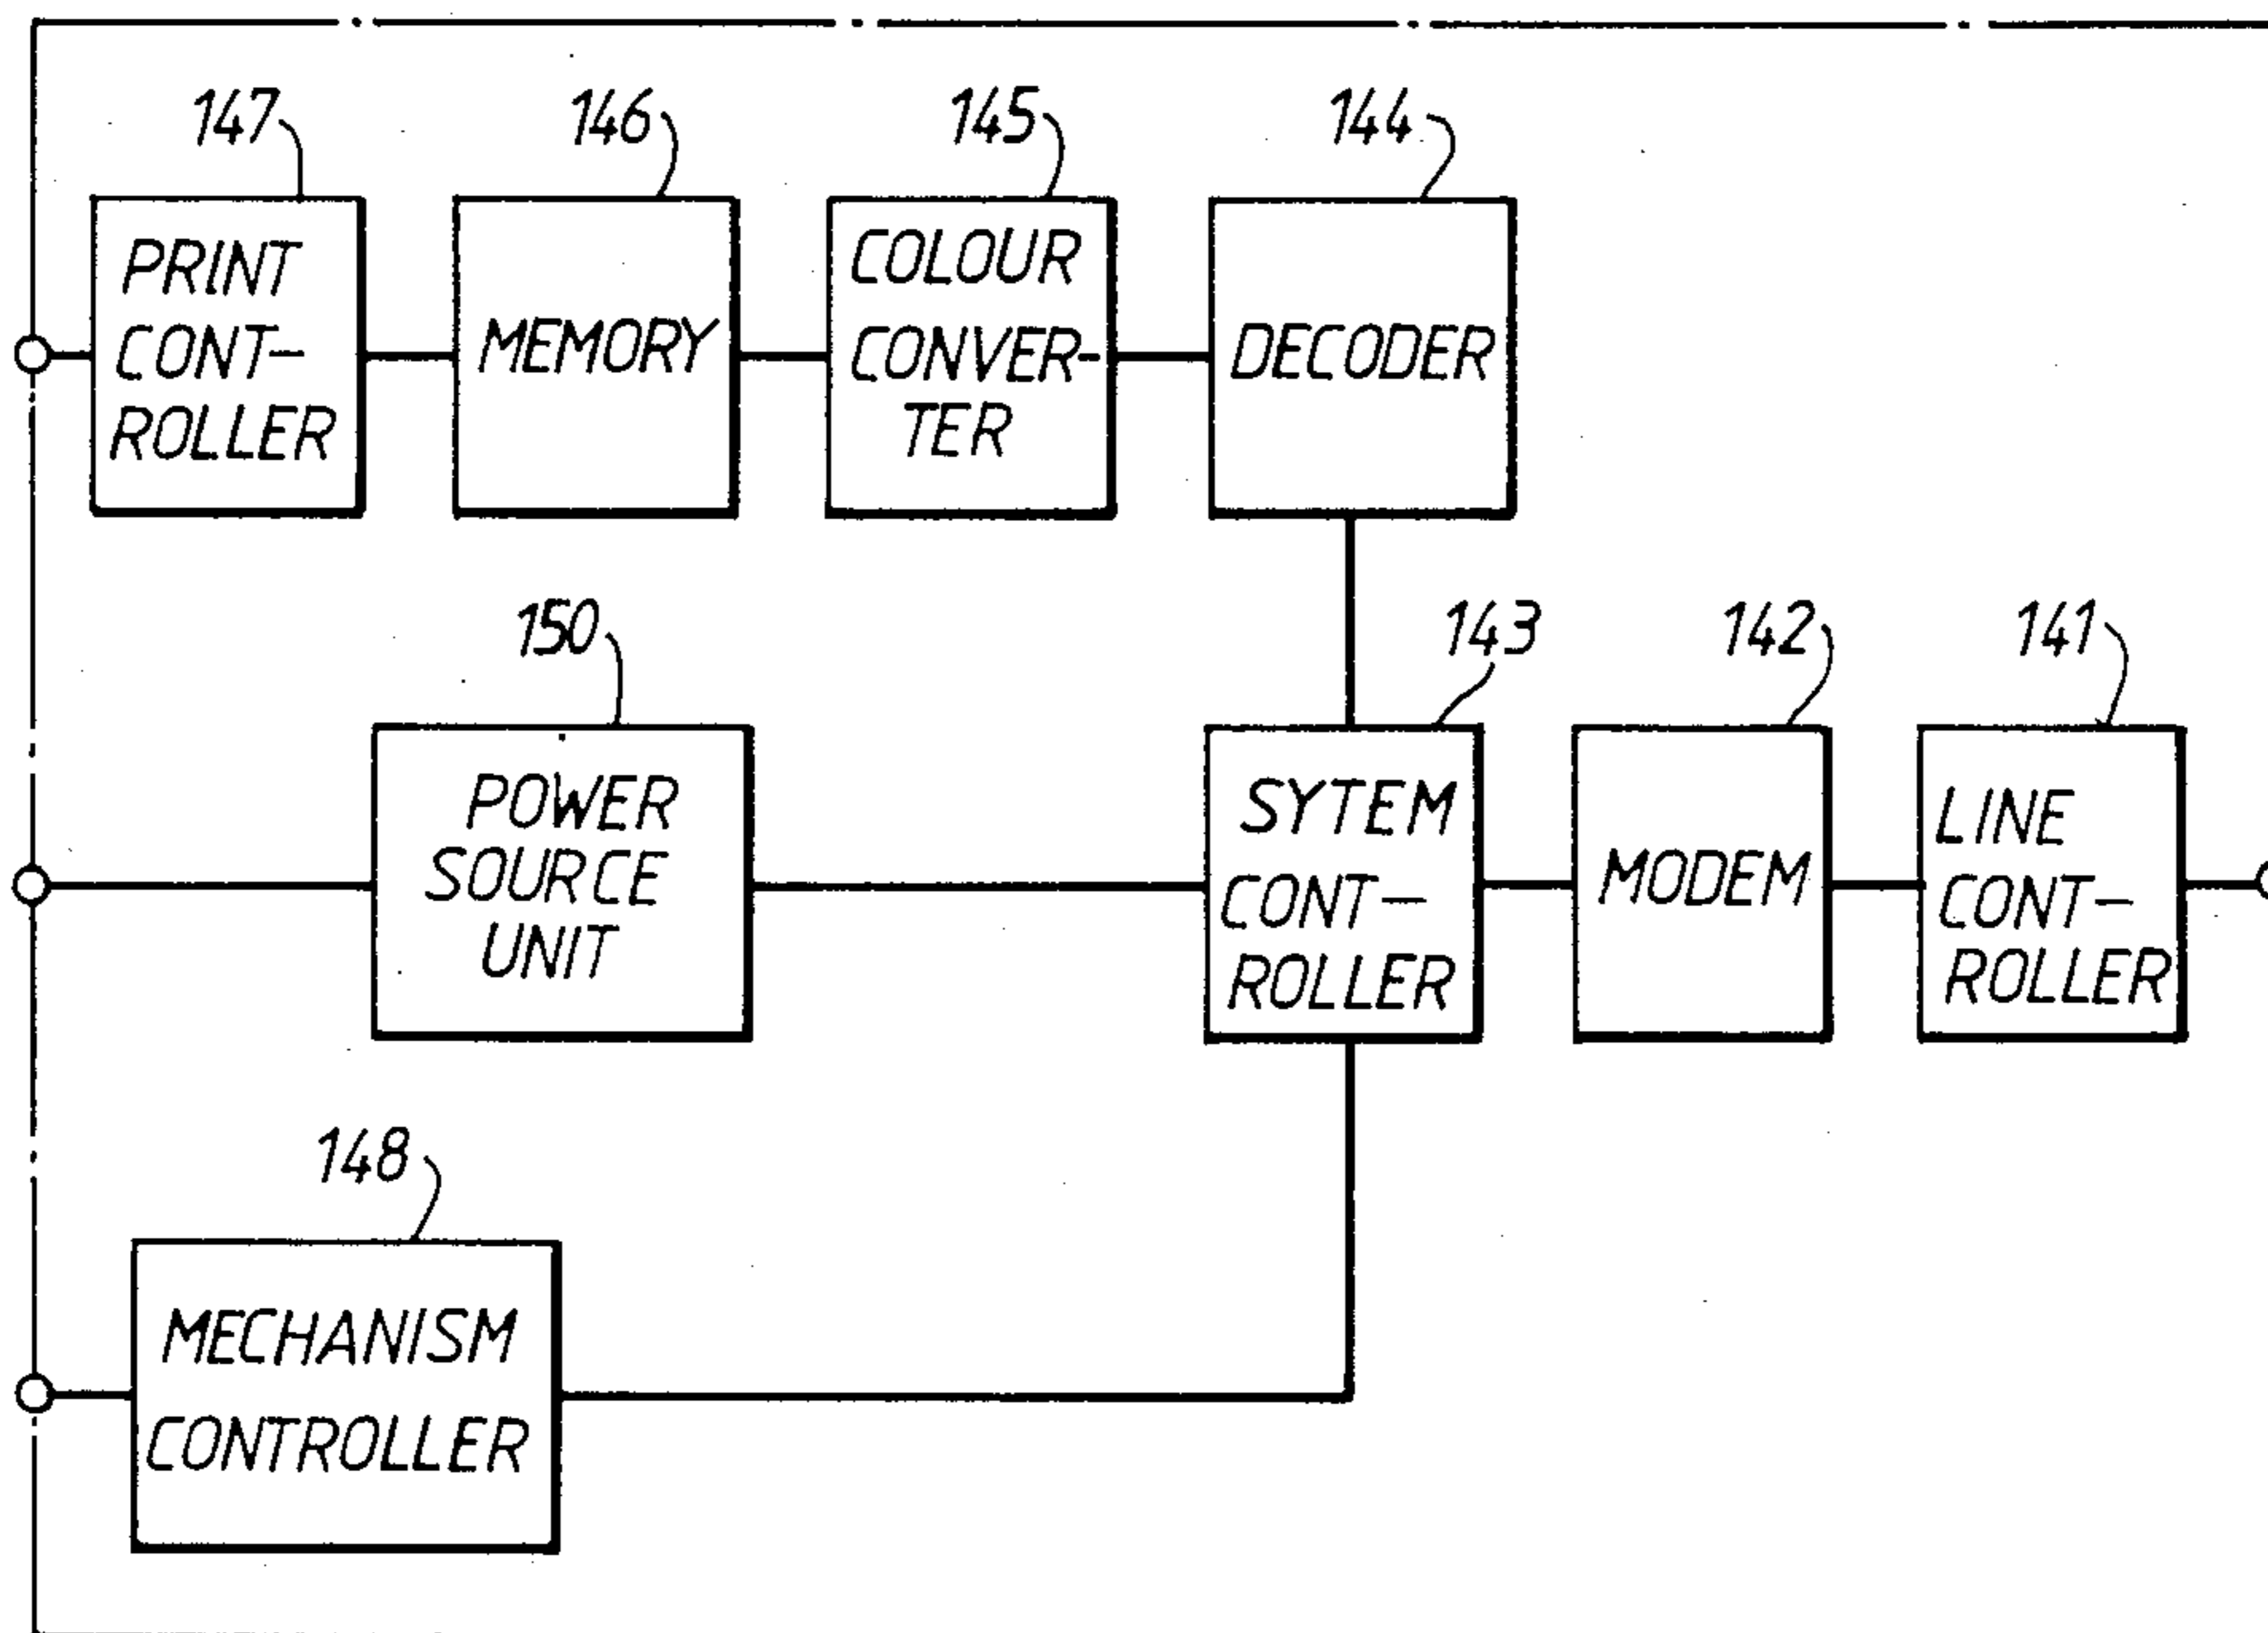 147
146
145
144
PRINT
CONT-
ROLLER
MEMORY
COLOUR
CONVER-
TER
DECODER
150
143
142
141
POWER
SOURCE
UNIT
SYTEM
CONT-
ROLLER
MODEM
LINE
CONT-
ROLLER
148
MECHANISM
CONTROLLER